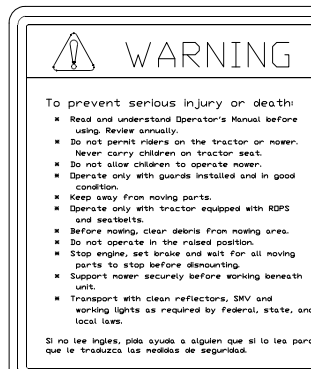 WARNING
To prevent serious injury or death:
* Read and understand Operator's Manual before
using. Review annually.
* Do not permit riders on the tractor or mower.
Never carry children on tractor seat.
* Do not allow children to operate mower.
* Operate only with guards installed and in good
condition.
* Keep away from moving parts.
* Operate only with tractor equipped with ROPS
and seatbelts.
* Before mowing, clear debris from mowing area.
* Do not operate in the raised position.
* Stop engine, set brake and wait for all moving
parts to stop before dismounting.
* Support mower securely before working beneath
unit.
* Transport with clean reflectors, SMV and
working lights as required by federal, state, and
local laws.
Si no lee ingles, pida ayuda a alguien que si lo lea para
que le traduzca las medidas de seguridad.